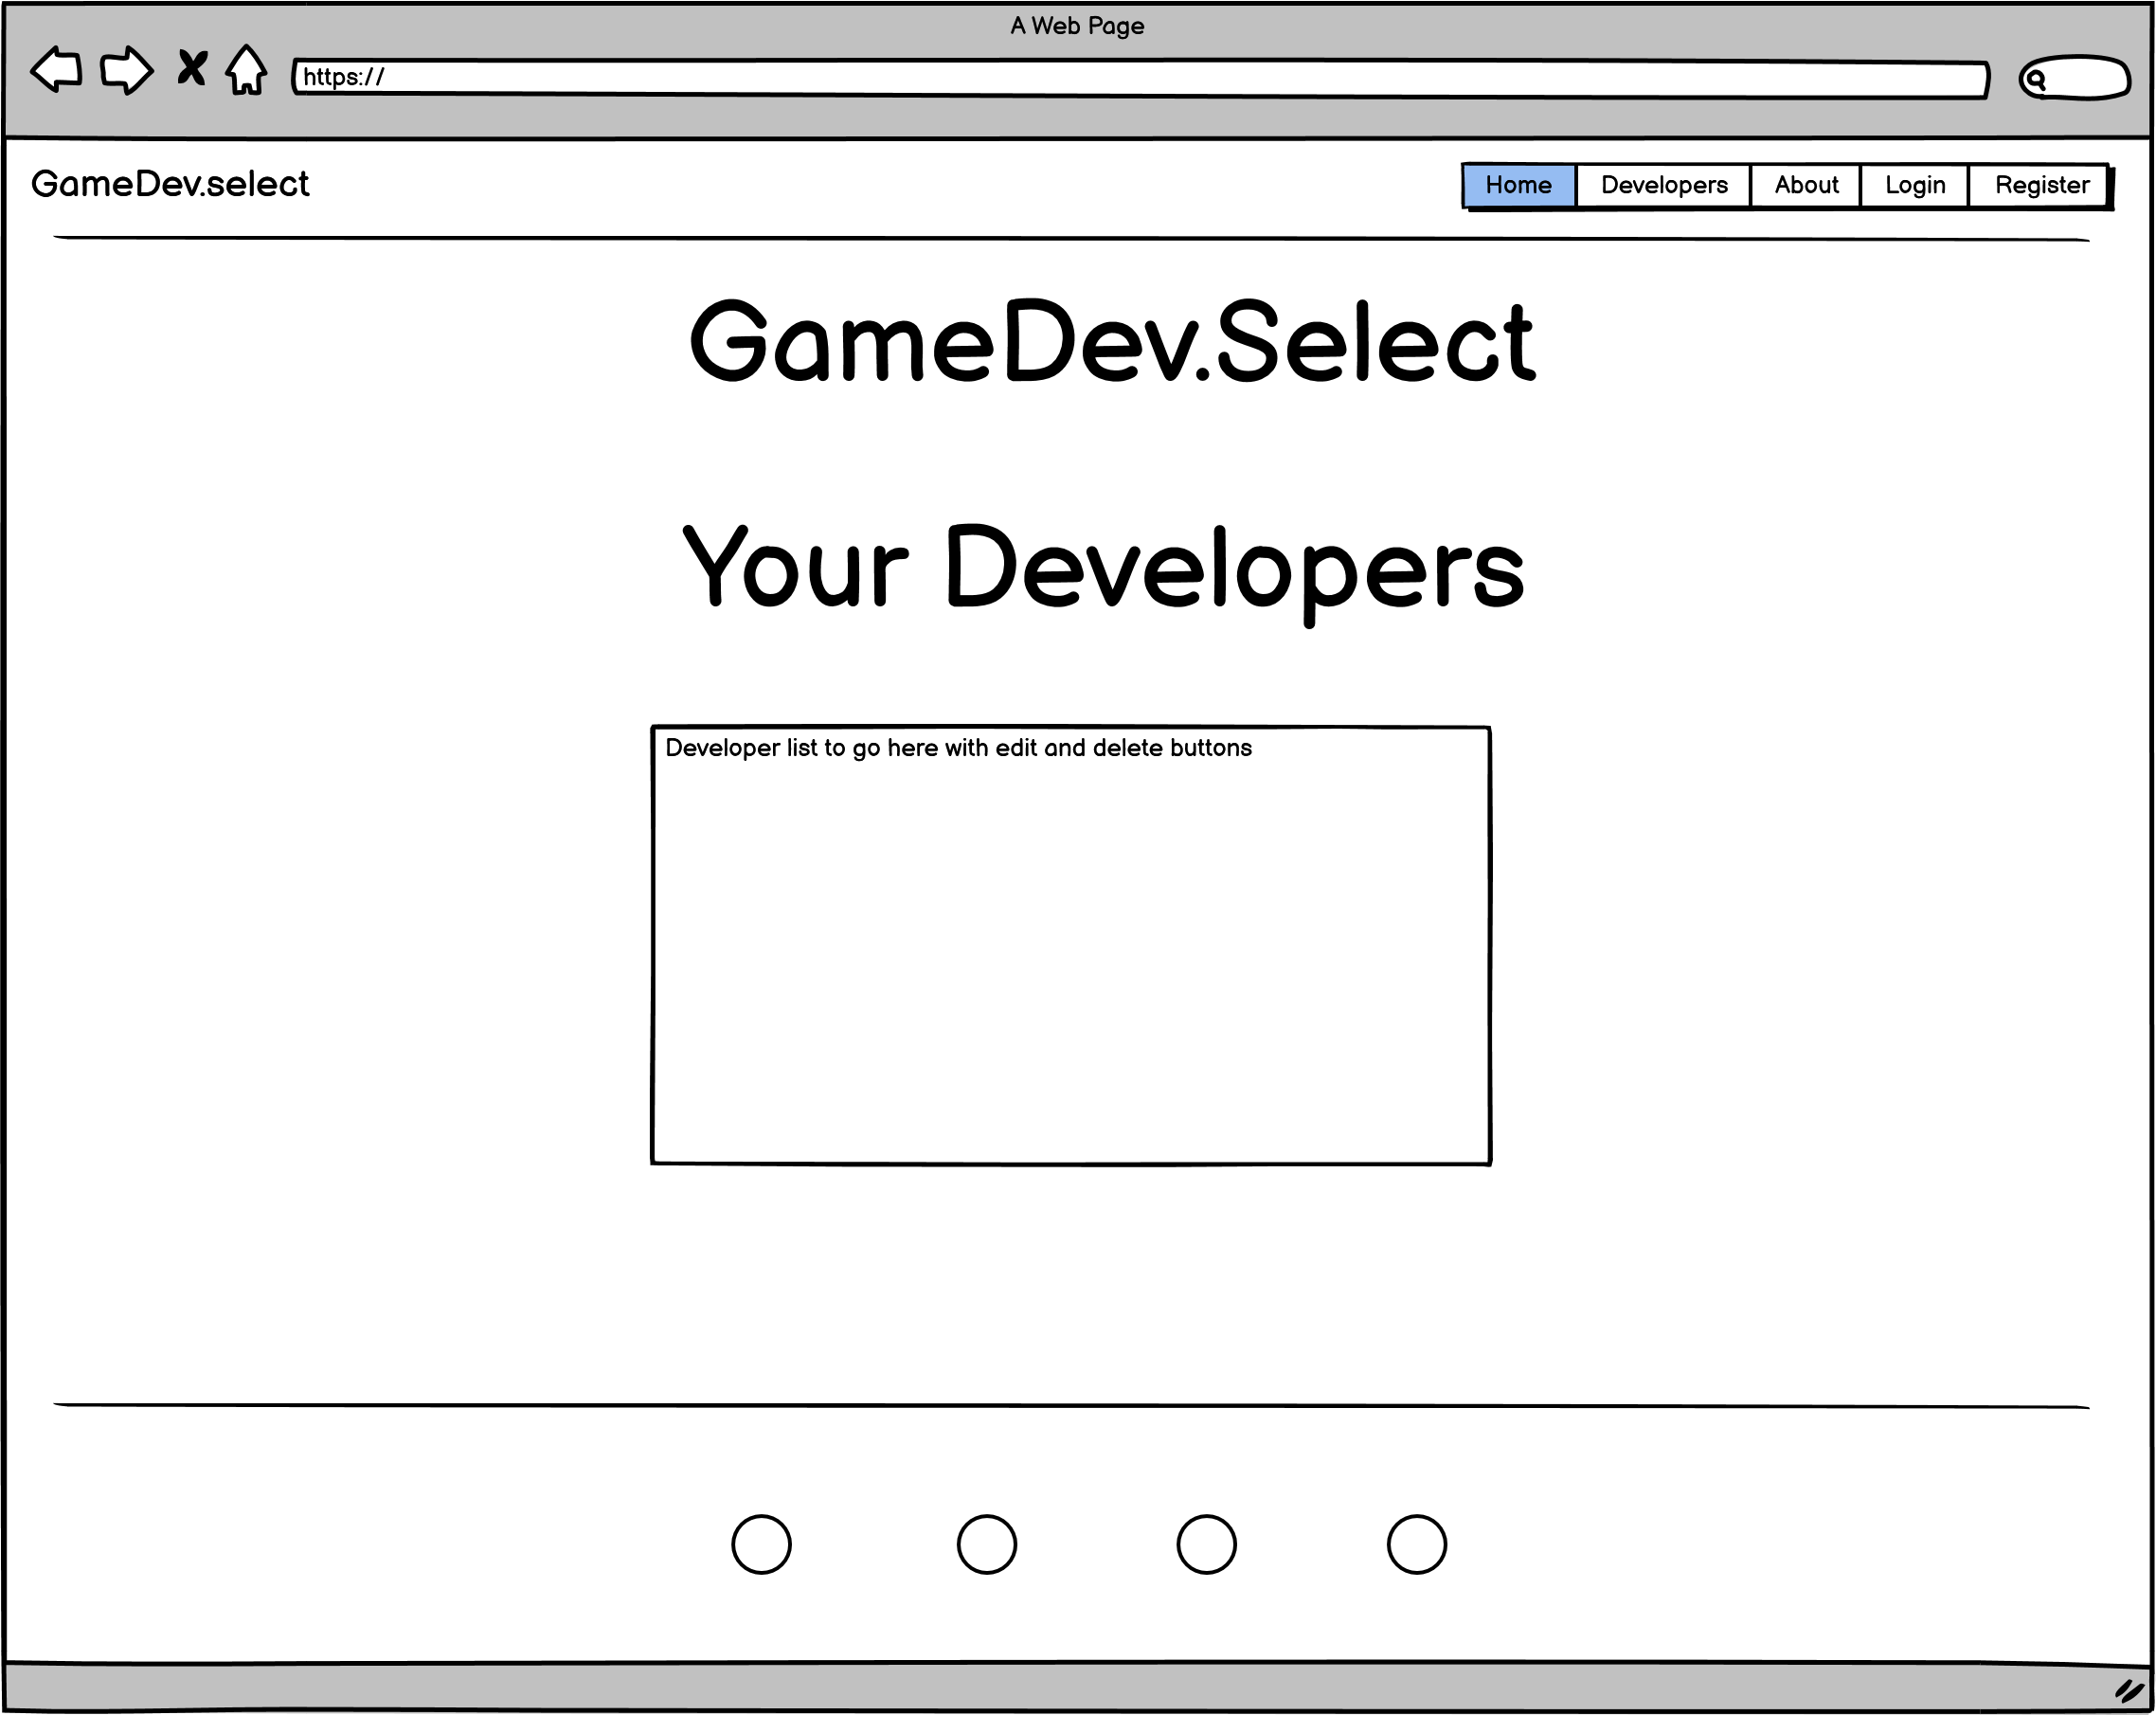 A Web Page
https://
GameDev.select
Home Developers About Login Register
GameDev.Select
Your Developers
Developer list to go here with edit and delete buttons